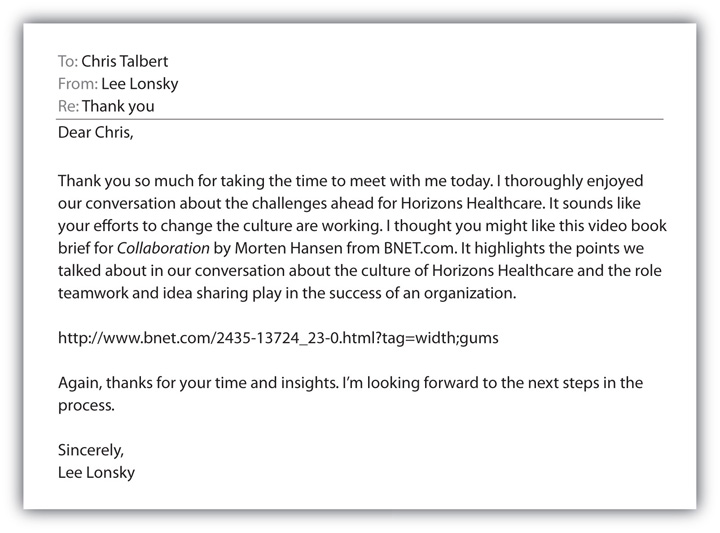 To: Chris Talbert
From: Lee Lonsky
Re: Thank you
Dear Chris,
Thank you so much for taking the time to meet with me today. I thoroughly enjoyed
our conversation about the challenges ahead for Horizons Healthcare. It sounds like
your efforts to change the culture are working. I thought you might like this video book
brief for Collaboration by Morten Hansen from BNET.com. It highlights the points we
talked about in our conversation about the culture of Horizons Healthcare and the role
teamwork and idea sharing play in the success of an organization.
http://www.bnet.com/2435-13724_23-0.html?tag=width;gums
Again, thanks for your time and insights. I’m looking forward to the next steps in the
process.
Sincerely,
Lee Lonsky